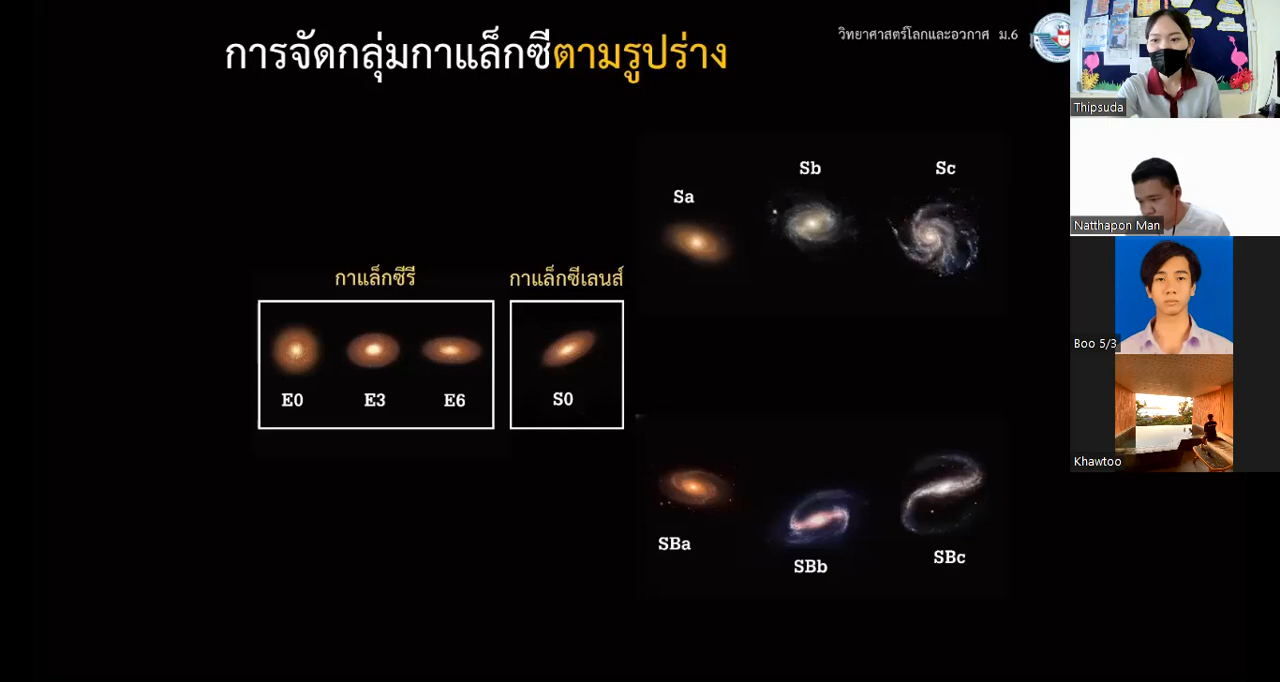 วิทยาศาสตร์โลกและอวกาศ ม.6
การจัดกลุ่มกาแล็กซีตามรูปร่าง
Sa
Sb
Sc
กาแล็กซีรี
กาแล็กซีเลนส์
E0
E3
E6
S0
SBa
SBb
SBc
Thipsuda
Natthapon Man
Boo 5/3
Khawtoo